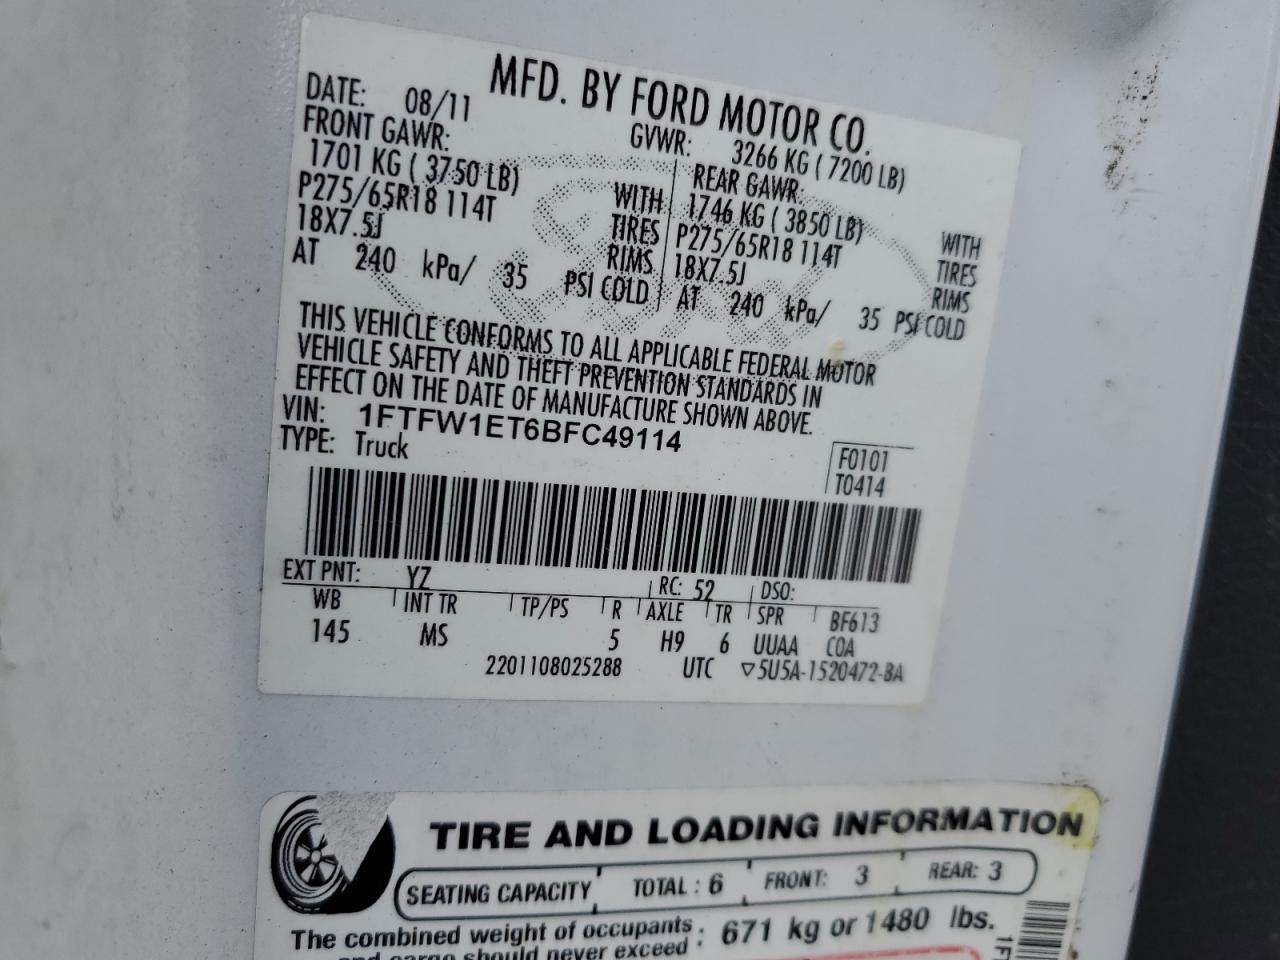 MFD. BY FORD MOTOR CO.
DATE: 08/11 GVWR: 3266 KG ( 7200 LB)
FRONT GAWR: REAR GAWR:
1701 KG ( 3750 LB) WITH 1746 KG ( 3850 LB) WITH
P275/65R18 114T TIRES P275/65R18 114T TIRES
18X7.5J RIMS 18X7.5J RIMS
AT 240 kPa/ 35 PSI COLD AT 240 kPa/ 35 PSI COLD
THIS VEHICLE CONFORMS TO ALL APPLICABLE FEDERAL MOTOR
VEHICLE SAFETY AND THEFT PREVENTION STANDARDS IN
EFFECT ON THE DATE OF MANUFACTURE SHOWN ABOVE.
VIN: 1FTFW1ET6BFC49114
TYPE: Truck
F0101
T0414
EXT PNT: YZ RC: 52 DSO:
WB INT TR TP/PS R AXLE TR SPR BF613
145 MS 5 H9 6 UUAA COA
2201108025288 UTC ▽5U5A-1520472-BA
TIRE AND LOADING INFORMATION
SEATING CAPACITY TOTAL : 6 FRONT: 3 REAR: 3
The combined weight of occupants : 671 kg or 1480 lbs.
and cargo should never exceed :